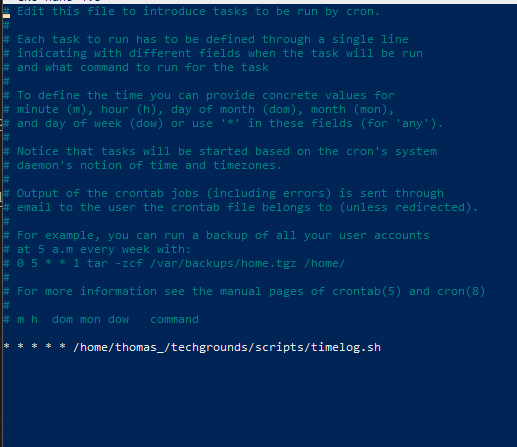 # Edit this file to introduce tasks to be run by cron.
#
# Each task to run has to be defined through a single line
# indicating with different fields when the task will be run
# and what command to run for the task
#
# To define the time you can provide concrete values for
# minute (m), hour (h), day of month (dom), month (mon),
# and day of week (dow) or use '*' in these fields (for 'any').
#
# Notice that tasks will be started based on the cron's system
# daemon's notion of time and timezones.
#
# Output of the crontab jobs (including errors) is sent through
# email to the user the crontab file belongs to (unless redirected).
#
# For example, you can run a backup of all your user accounts
# at 5 a.m every week with:
# 0 5 * * 1 tar -zcf /var/backups/home.tgz /home/
#
# For more information see the manual pages of crontab(5) and cron(8)
#
# m h  dom mon dow   command
* * * * * /home/thomas_/techgrounds/scripts/timelog.sh